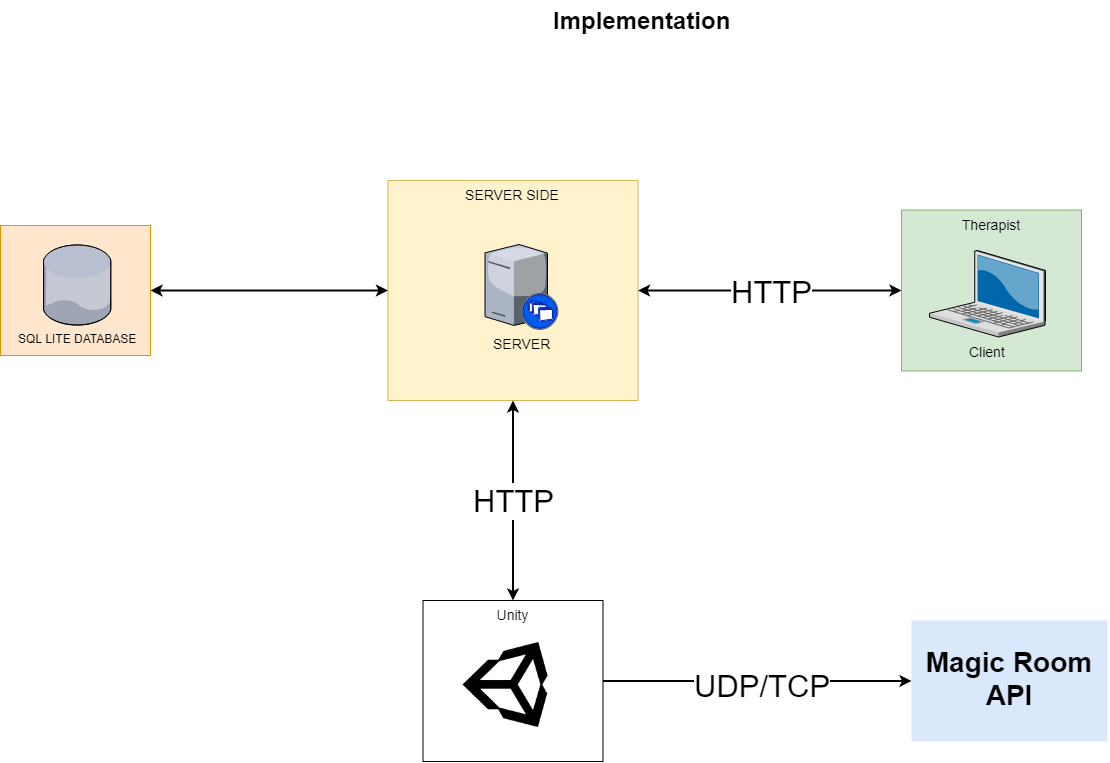 Implementation
SERVER SIDE
SERVER
SQL LITE DATABASE
HTTP
Therapist
Client
HTTP
Unity
UDP/TCP
Magic Room
API